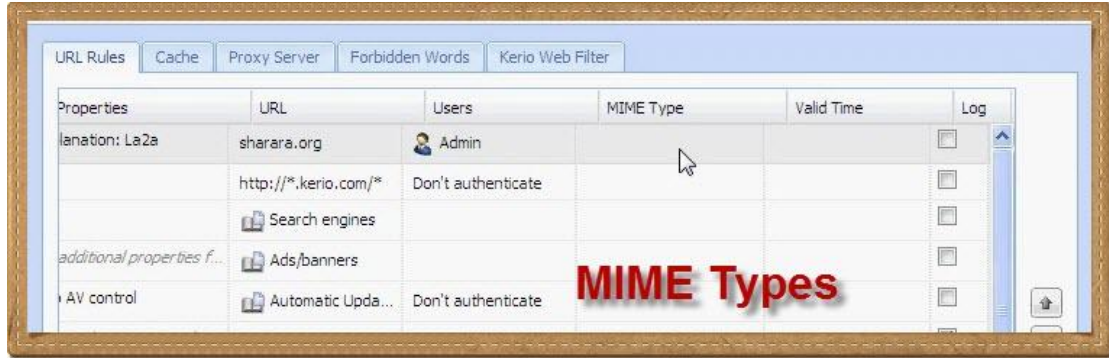 URL Rules Cache Proxy Server Forbidden Words Kerio Web Filter
Properties URL Users MIME Type Valid Time Log
lanation: La2a sharara.org Admin
http://*.kerio.com/* Don't authenticate
Search engines
additional properties f... Ads/banners
AV control Automatic Upda... Don't authenticate
MIME Types